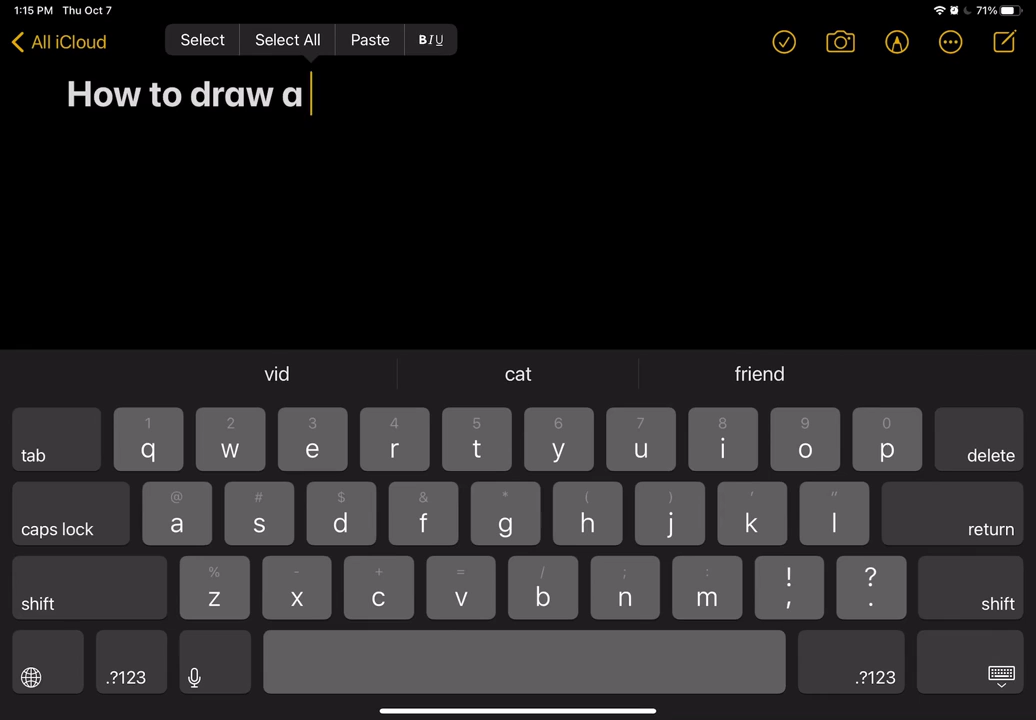 1:15 PM Thu Oct 7 71%
All iCloud Select Select All Paste BIU
How to draw a
vid cat friend
1 2 3 4 5 6 7 8 9 0
tab q w e r t y u i o p delete
@ # $ & * ( ) ' "
caps lock a s d f g h j k l return
% - + = / ; : ! ?
shift z x c v b n m , . shift
.?123 .?123